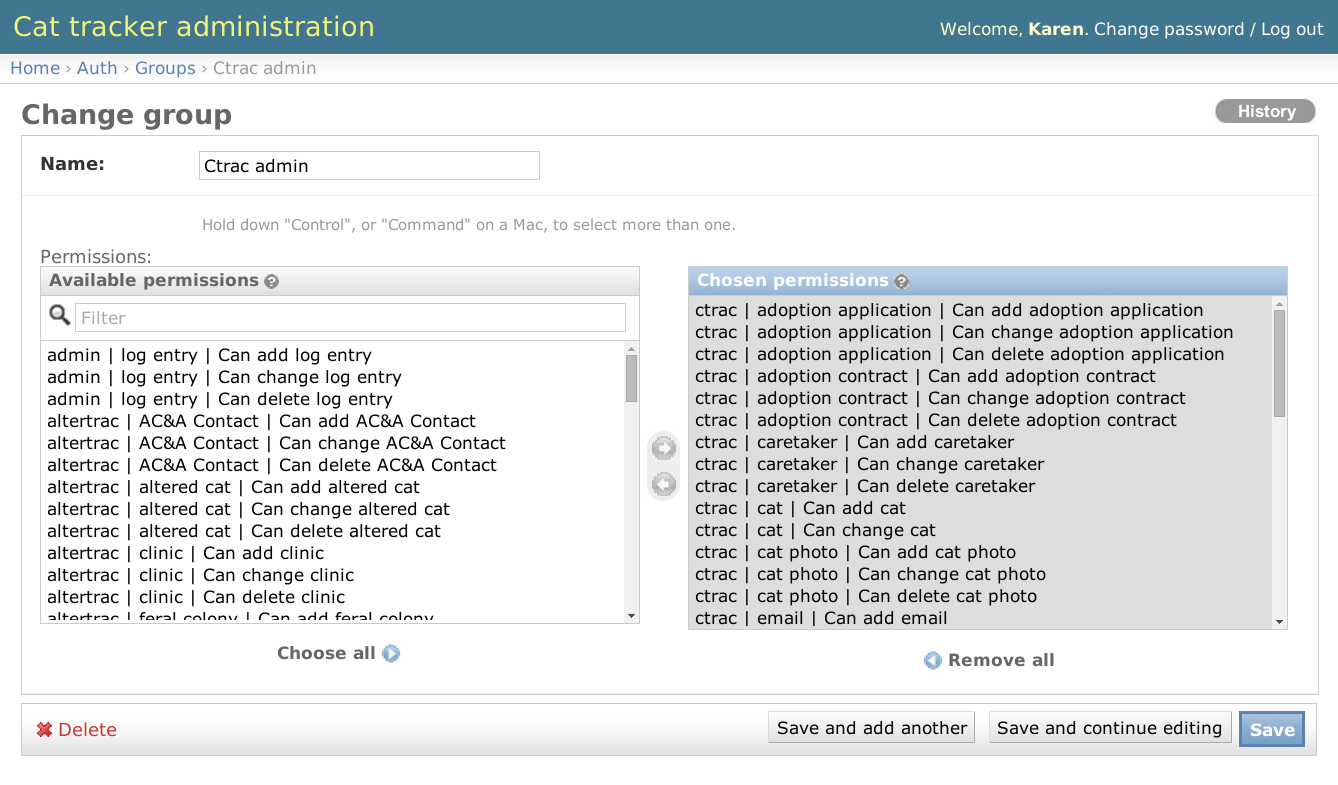 Cat tracker administration
Welcome, Karen. Change password / Log out
Home › Auth › Groups › Ctrac admin
Change group
History
Name:
Ctrac admin
Hold down "Control", or "Command" on a Mac, to select more than one.
Permissions:
Available permissions ?
Filter
admin | log entry | Can add log entry
admin | log entry | Can change log entry
admin | log entry | Can delete log entry
altertrac | AC&A Contact | Can add AC&A Contact
altertrac | AC&A Contact | Can change AC&A Contact
altertrac | AC&A Contact | Can delete AC&A Contact
altertrac | altered cat | Can add altered cat
altertrac | altered cat | Can change altered cat
altertrac | altered cat | Can delete altered cat
altertrac | clinic | Can add clinic
altertrac | clinic | Can change clinic
altertrac | clinic | Can delete clinic
altertrac | feral colony | Can add feral colony
Choose all
Chosen permissions ?
ctrac | adoption application | Can add adoption application
ctrac | adoption application | Can change adoption application
ctrac | adoption application | Can delete adoption application
ctrac | adoption contract | Can add adoption contract
ctrac | adoption contract | Can change adoption contract
ctrac | adoption contract | Can delete adoption contract
ctrac | caretaker | Can add caretaker
ctrac | caretaker | Can change caretaker
ctrac | caretaker | Can delete caretaker
ctrac | cat | Can add cat
ctrac | cat | Can change cat
ctrac | cat photo | Can add cat photo
ctrac | cat photo | Can change cat photo
ctrac | cat photo | Can delete cat photo
ctrac | email | Can add email
Remove all
Delete
Save and add another
Save and continue editing
Save